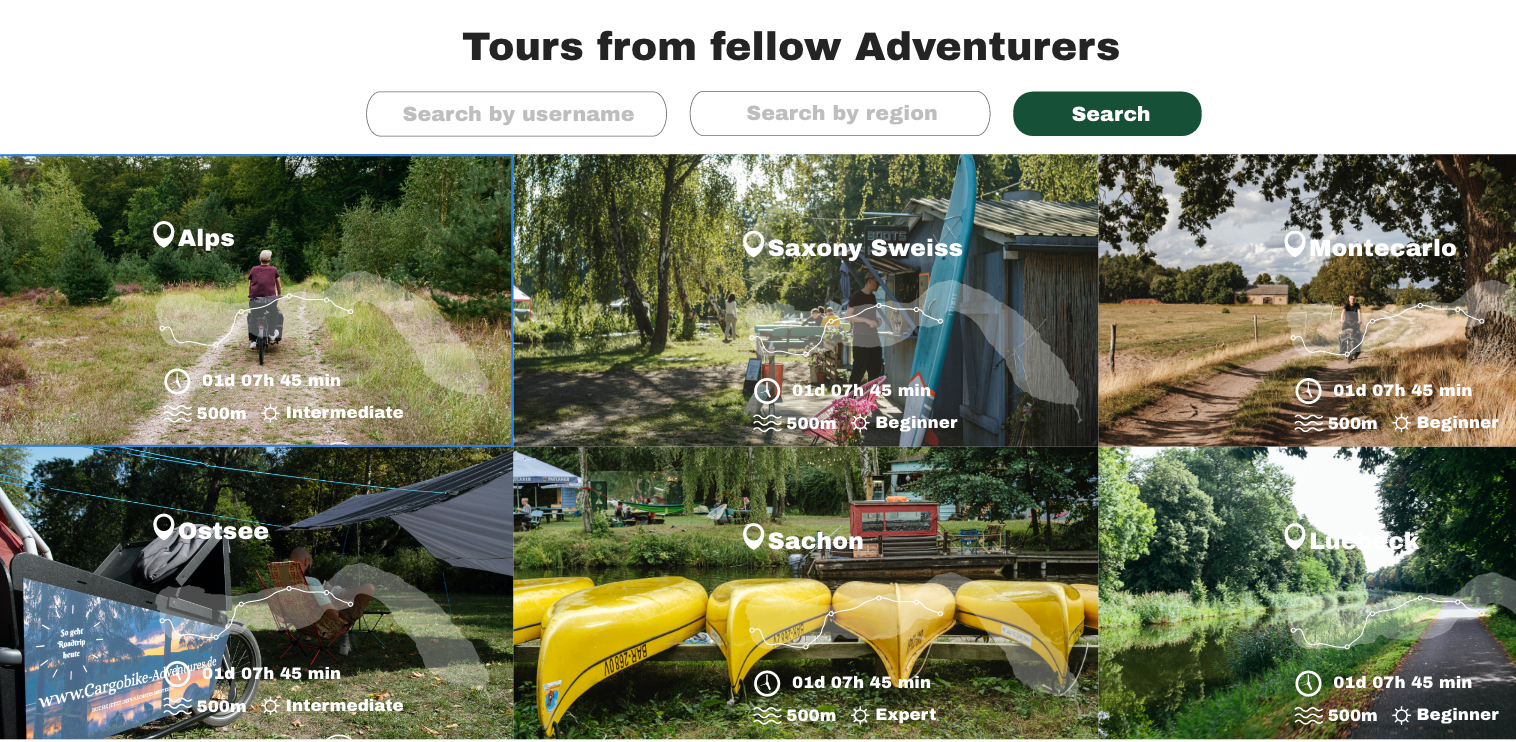 Tours from fellow Adventurers
Search by username
Search by region
Search
Alps
01d 07h 45 min
500m
Intermediate
BOOTS
Saxony Sweiss
01d 07h 45 min
500m
Beginner
Montecarlo
01d 07h 45 min
500m
Beginner
Ostsee
So geht
Roadtrip
heute
www.Cargobike-Adventures.de
01d 07h 45 min
500m
Intermediate
Sachon
BAR-2680V
01d 07h 45 min
500m
Expert
Luebeck
01d 07h 45 min
500m
Beginner